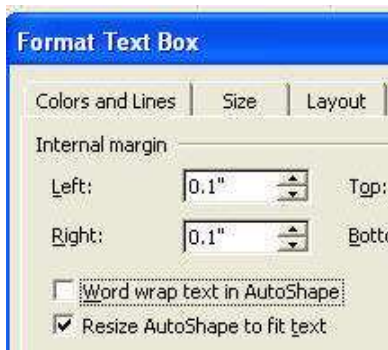 Format Text Box
Colors and Lines Size Layout
Internal margin
Left: 0.1" Top:
Right: 0.1"
Word wrap text in AutoShape
Resize AutoShape to fit text